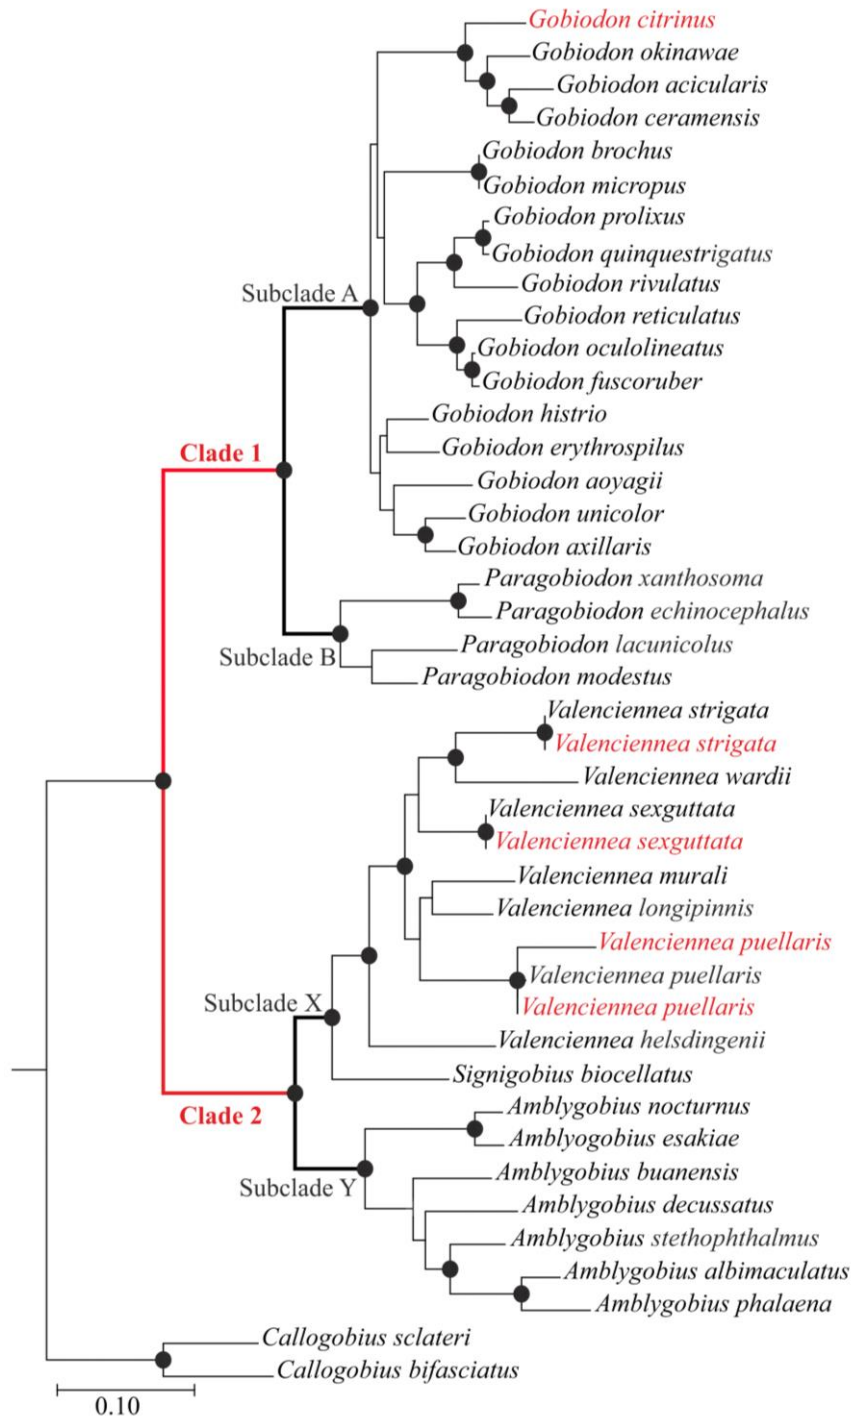 Gobiodon citrinus
Gobiodon okinawae
Gobiodon acicularis
Gobiodon ceramensis
Gobiodon brochus
Gobiodon micropus
Gobiodon prolixus
Gobiodon quinquestrigatus
Gobiodon rivulatus
Subclade A
Gobiodon reticulatus
Gobiodon oculolineatus
Gobiodon fuscoruber
Gobiodon histrio
Gobiodon erythrospilus
Clade 1
Gobiodon aoyagii
Gobiodon unicolor
Gobiodon axillaris
Paragobiodon xanthosoma
Paragobiodon echinocephalus
Paragobiodon lacunicolus
Subclade B
Paragobiodon modestus
Valenciennea strigata
Valenciennea strigata
Valenciennea wardii
Valenciennea sexguttata
Valenciennea sexguttata
Valenciennea murali
Valenciennea longipinnis
Valenciennea puellaris
Valenciennea puellaris
Subclade X
Valenciennea puellaris
Valenciennea helsdingenii
Signigobius biocellatus
Amblygobius nocturnus
Clade 2
Amblyogobius esakiae
Amblygobius buanensis
Subclade Y
Amblygobius decussatus
Amblygobius stethophthalmus
Amblygobius albimaculatus
Amblygobius phalaena
Callogobius sclateri
Callogobius bifasciatus
0.10